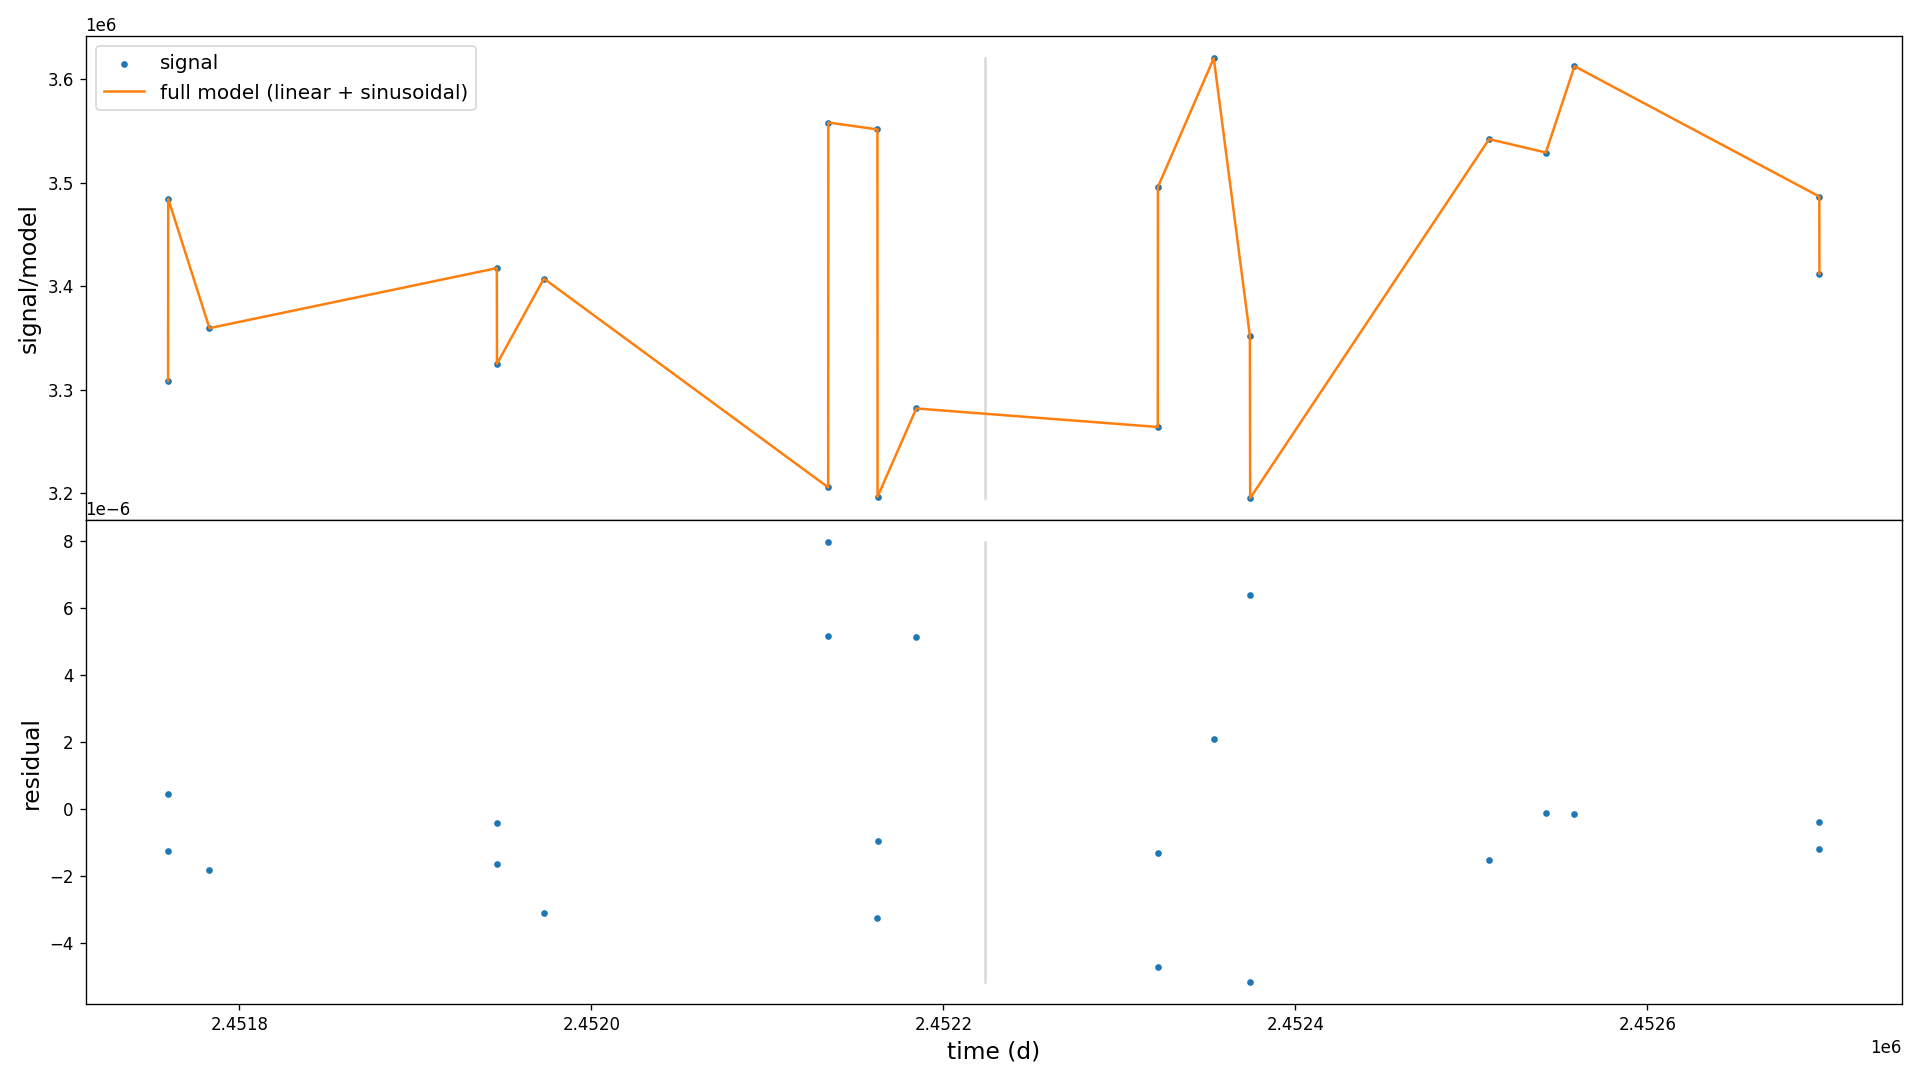 1e6
signal
full model (linear + sinusoidal)
3.6
3.5
3.4
3.3
3.2
signal/model
1e−6
8
6
4
2
0
−2
−4
residual
2.4518
2.4520
2.4522
2.4524
2.4526
time (d)
1e6